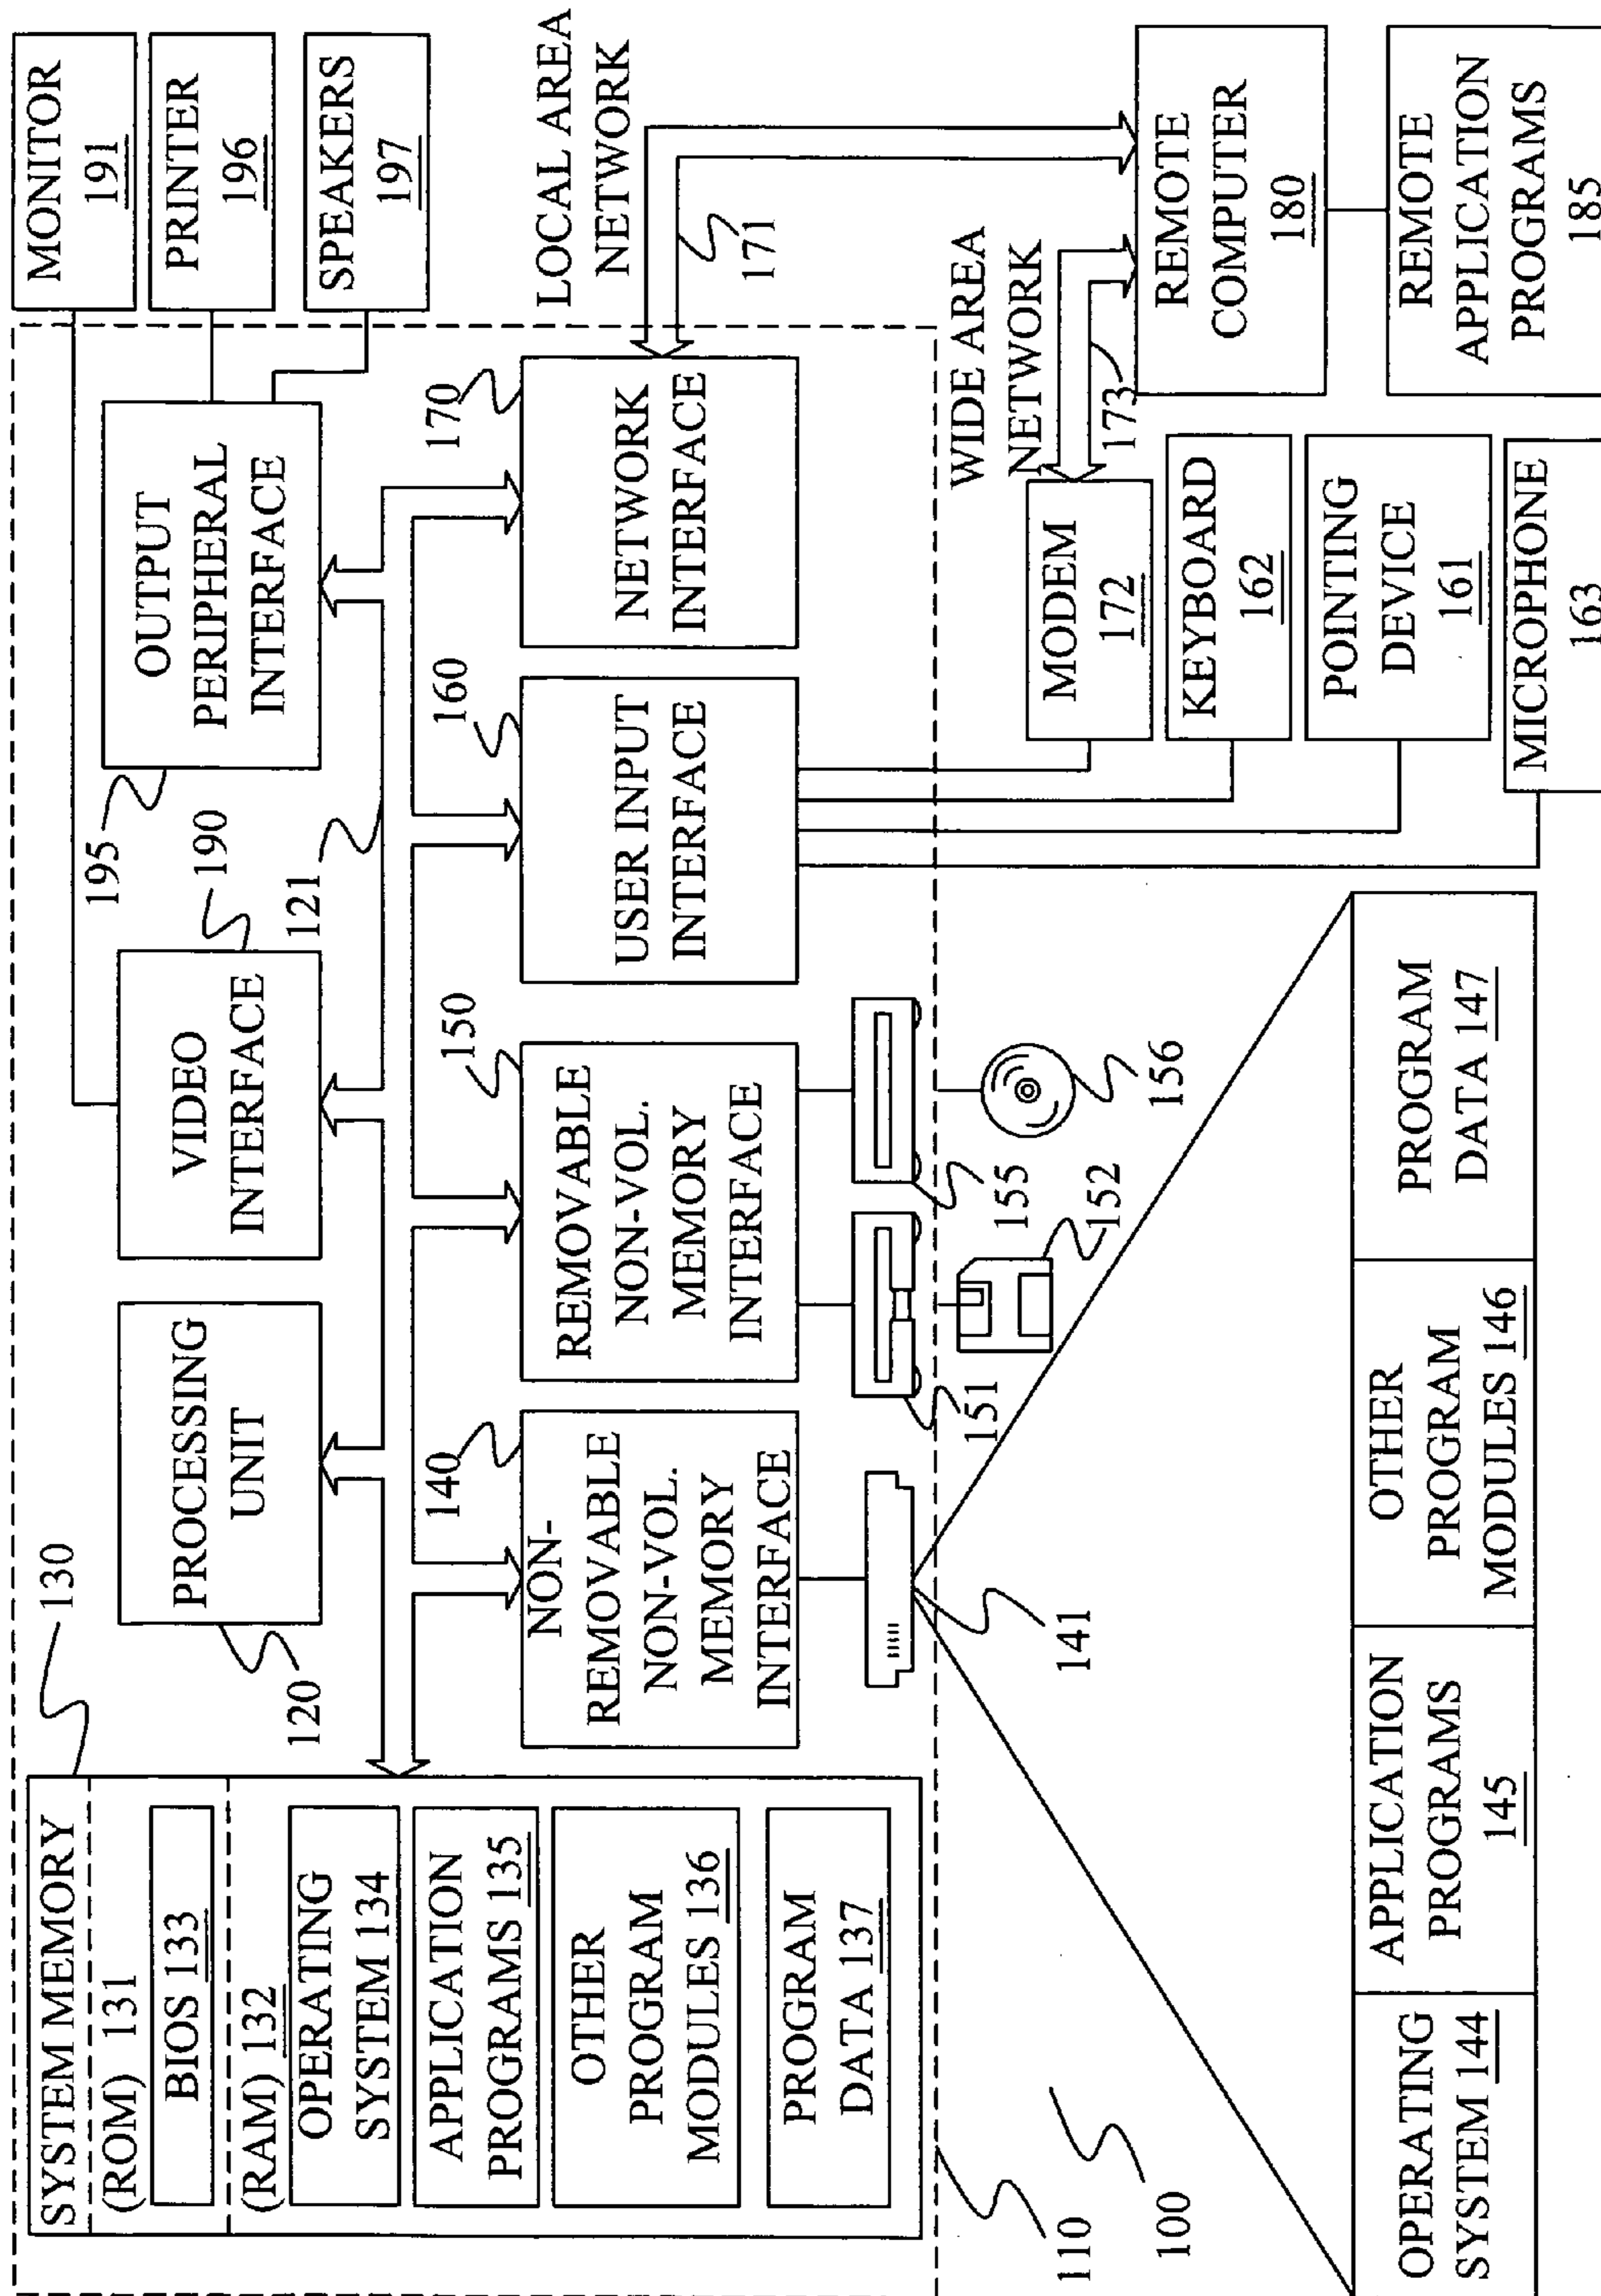 SYSTEM MEMORY
(ROM) 131
BIOS 133
(RAM) 132
OPERATING
SYSTEM 134
APPLICATION
PROGRAMS 135
OTHER
PROGRAM
MODULES 136
PROGRAM
DATA 137
130
PROCESSING
UNIT
120
VIDEO
INTERFACE
190
195
OUTPUT
PERIPHERAL
INTERFACE
121
MONITOR
191
PRINTER
196
SPEAKERS
197
140
NON-
REMOVABLE
NON-VOL.
MEMORY
INTERFACE
150
REMOVABLE
NON-VOL.
MEMORY
INTERFACE
160
USER INPUT
INTERFACE
170
NETWORK
INTERFACE
LOCAL AREA
NETWORK
171
141
151
155
152
156
WIDE AREA
NETWORK
173
MODEM
172
KEYBOARD
162
POINTING
DEVICE
161
MICROPHONE
163
REMOTE
COMPUTER
180
REMOTE
APPLICATION
PROGRAMS
185
110
100
OPERATING
SYSTEM 144
APPLICATION
PROGRAMS
145
OTHER
PROGRAM
MODULES 146
PROGRAM
DATA 147